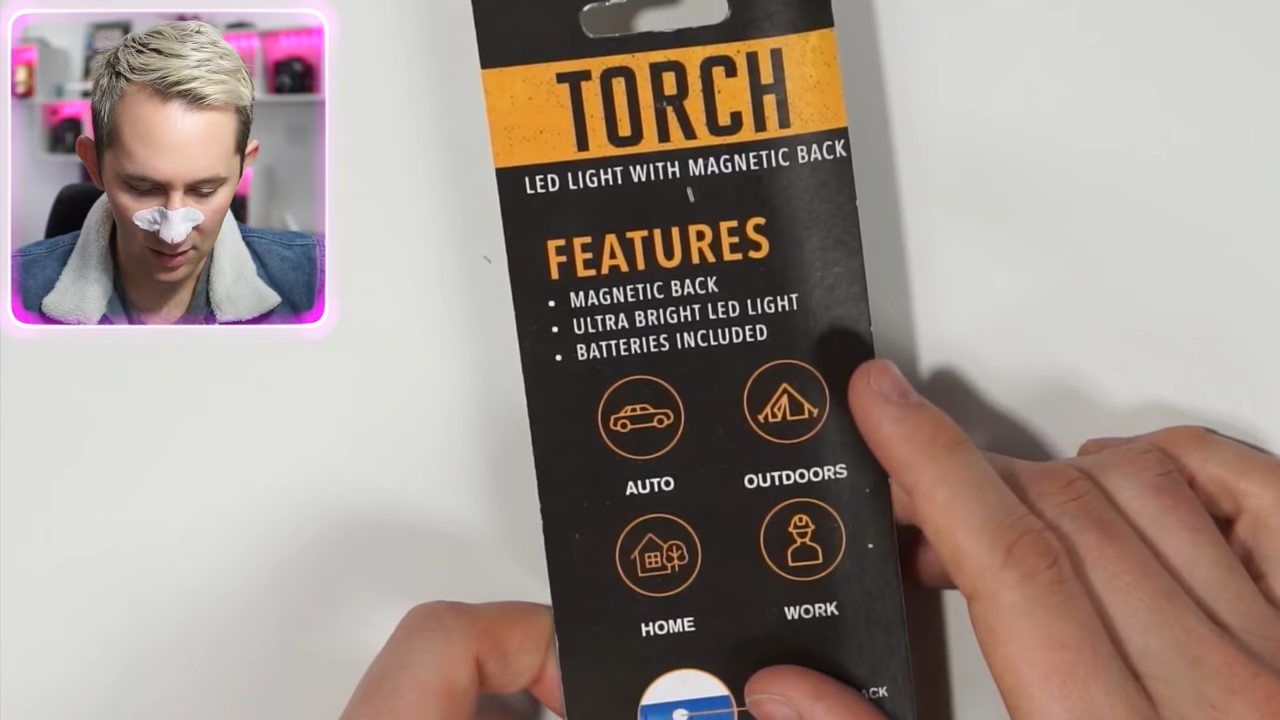 TORCH
LED LIGHT WITH MAGNETIC BACK
FEATURES
• MAGNETIC BACK
• ULTRA BRIGHT LED LIGHT
• BATTERIES INCLUDED
AUTO
OUTDOORS
HOME
WORK